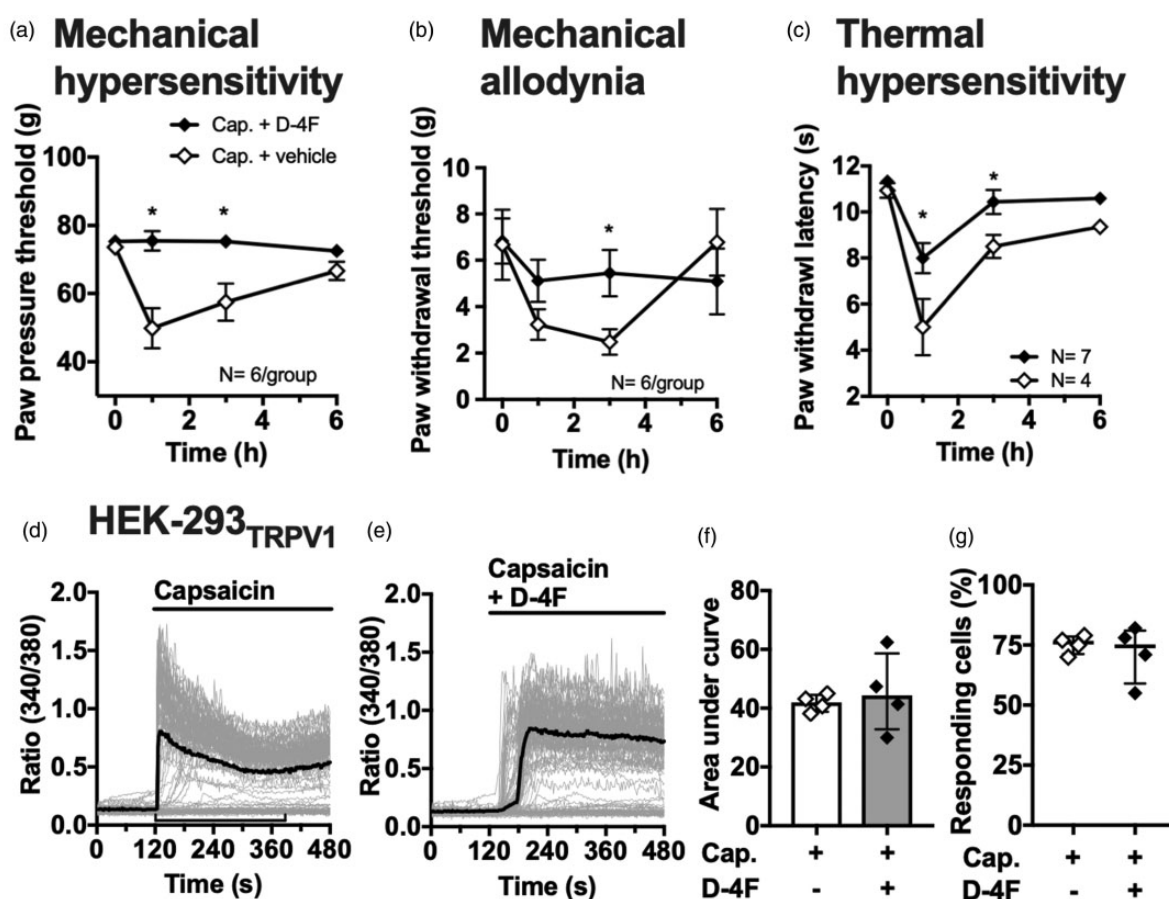 (a) Mechanical
hypersensitivity
(b) Mechanical
allodynia
(c) Thermal
hypersensitivity
Cap. + D-4F
Cap. + vehicle
Paw pressure threshold (g)
100
80
60
40
N= 6/group
0 2 4 6
Time (h)
Paw withdrawal threshold (g)
10
8
6
4
2
0
*
N= 6/group
0 2 4 6
Time (h)
Paw withdrawl latency (s)
12
10
8
6
4
2
* *
N= 7
N= 4
0 2 4 6
Time (h)
* *
(d) HEK-293TRPV1
Capsaicin
Ratio (340/380)
2.0
1.5
1.0
0.5
0.0
0 120 240 360 480
Time (s)
(e)
Capsaicin
+ D-4F
Ratio (340/380)
2.0
1.5
1.0
0.5
0.0
0 120 240 360 480
Time (s)
(f)
Area under curve
80
60
40
20
0
Cap. + +
D-4F - +
(g)
Responding cells (%)
100
75
50
25
0
Cap. + +
D-4F - +